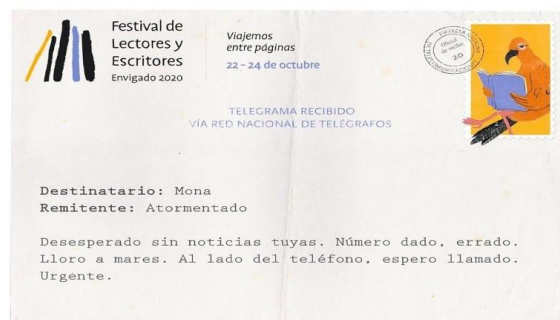 Festival de
Lectores y
Escritores
Envigado 2020
Viajemos
entre páginas
22 - 24 de octubre
TELEGRAMA RECIBIDO
VÍA RED NACIONAL DE TELÉGRAFOS
Destinatario: Mona
Remitente: Atormentado
Desesperado sin noticias tuyas. Número dado, errado.
Lloro a mares. Al lado del teléfono, espero llamado.
Urgente.